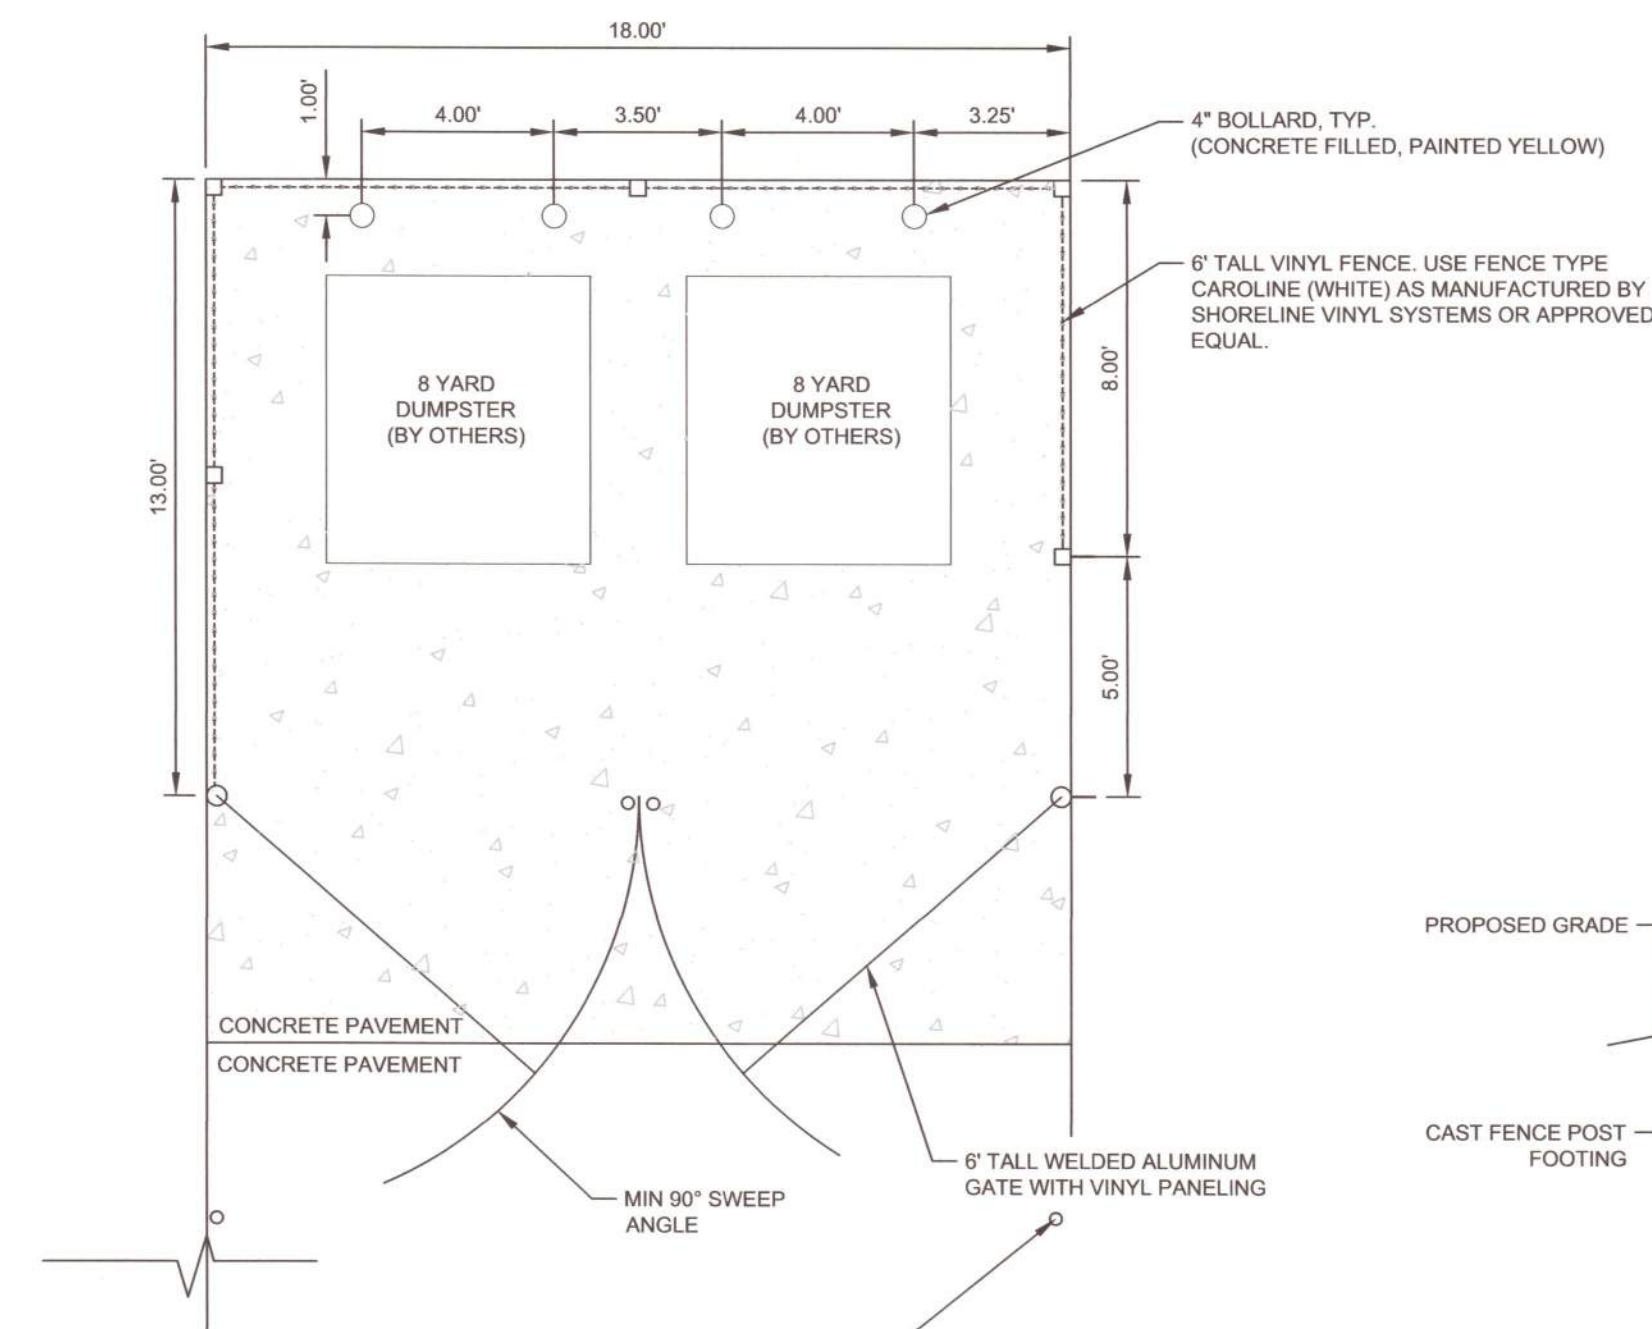 18.00'
1.00'
4.00'
3.50'
4.00'
3.25'
4" BOLLARD, TYP.
(CONCRETE FILLED, PAINTED YELLOW)
6' TALL VINYL FENCE. USE FENCE TYPE
CAROLINE (WHITE) AS MANUFACTURED BY
SHORELINE VINYL SYSTEMS OR APPROVED
EQUAL.
8 YARD
DUMPSTER
(BY OTHERS)
8 YARD
DUMPSTER
(BY OTHERS)
8.00'
13.00'
5.00'
PROPOSED GRADE
CONCRETE PAVEMENT
CONCRETE PAVEMENT
CAST FENCE POST
FOOTING
6' TALL WELDED ALUMINUM
GATE WITH VINYL PANELING
MIN 90° SWEEP
ANGLE